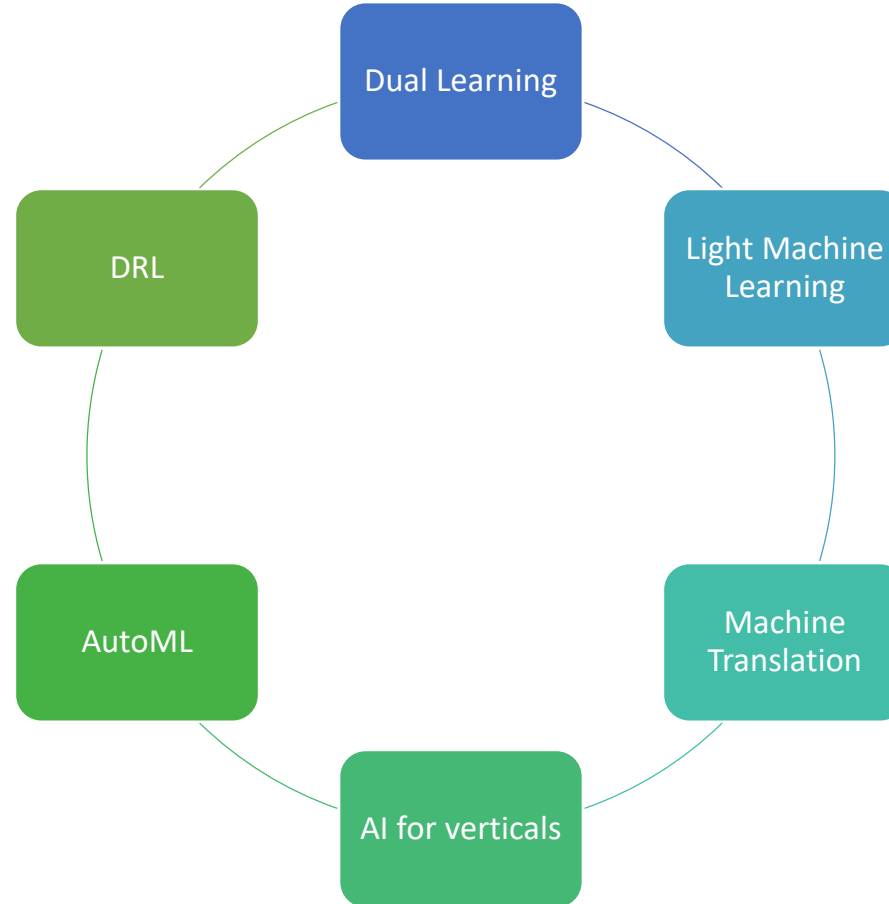 Dual Learning
Light Machine
Learning
Machine
Translation
AI for verticals
AutoML
DRL